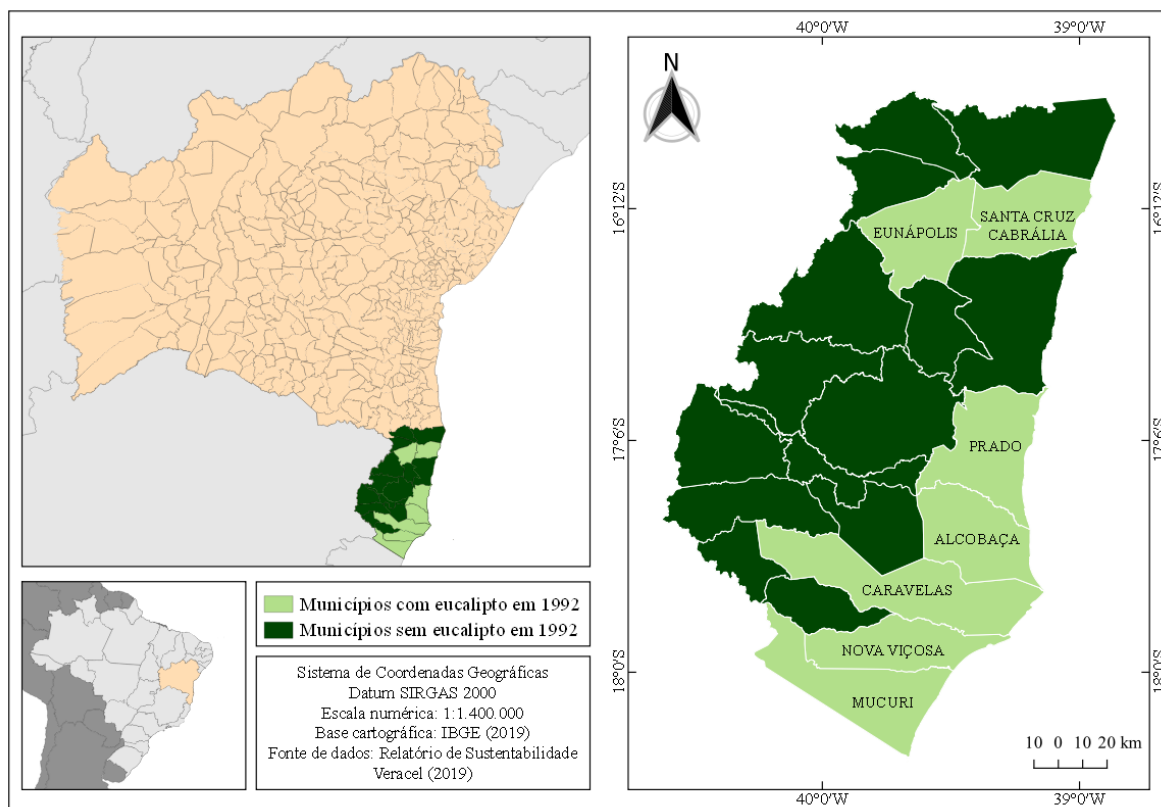 40°0'W
39°0'W
N
16°12'S
16°12'S
EUNÁPOLIS
SANTA CRUZ
CABRÁLIA
17°6'S
17°6'S
PRADO
ALCOBAÇA
CARAVELAS
NOVA VIÇOSA
MUCURI
18°0'S
18°0'S
10 0 10 20 km
40°0'W
39°0'W
Municípios com eucalipto em 1992
Municípios sem eucalipto em 1992
Sistema de Coordenadas Geográficas
Datum SIRGAS 2000
Escala numérica: 1:1.400.000
Base cartográfica: IBGE (2019)
Fonte de dados: Relatório de Sustentabilidade
Veracel (2019)